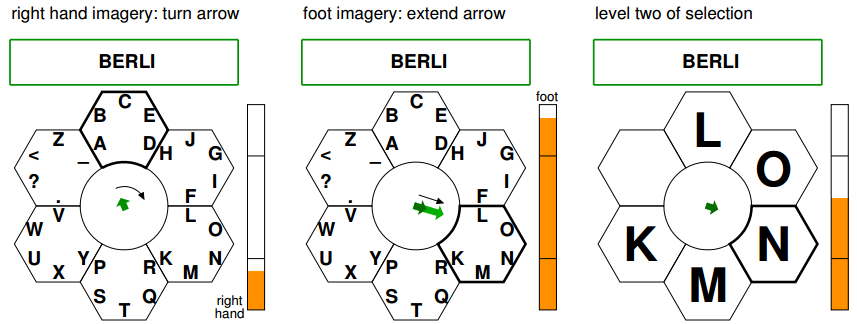 right hand imagery: turn arrow
BERLI
C
B E
A D
Z J
H G
< _
? I
. F
V L
W O
U Y K N
X P R M
S Q
T
right
hand
foot imagery: extend arrow
BERLI
foot
C
B E
A D
Z J
H G
< _
? I
. F
V L
W O
U Y K N
X P R M
S Q
T
level two of selection
BERLI
L
O
K N
M